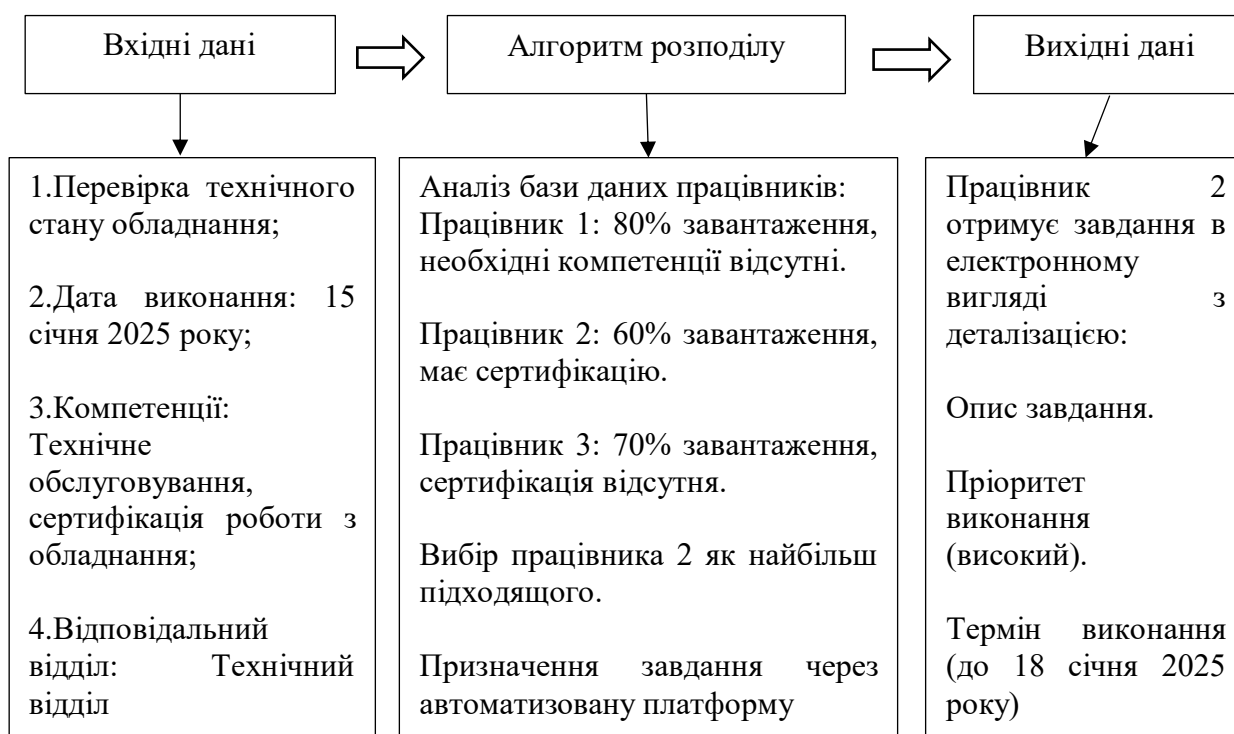 Вхідні дані
Алгоритм розподілу
Вихідні дані
1.Перевірка технічного
стану обладнання;
2.Дата виконання: 15
січня 2025 року;
3.Компетенції:
Технічне
обслуговування,
сертифікація роботи з
обладнання;
4.Відповідальний
відділ: Технічний
відділ
Аналіз бази даних працівників:
Працівник 1: 80% завантаження,
необхідні компетенції відсутні.
Працівник 2: 60% завантаження,
має сертифікацію.
Працівник 3: 70% завантаження,
сертифікація відсутня.
Вибір працівника 2 як найбільш
підходящого.
Призначення завдання через
автоматизовану платформу
Працівник 2
отримує завдання в
електронному
вигляді з
деталізацією:
Опис завдання.
Пріоритет
виконання
(високий).
Термін виконання
(до 18 січня 2025
року)